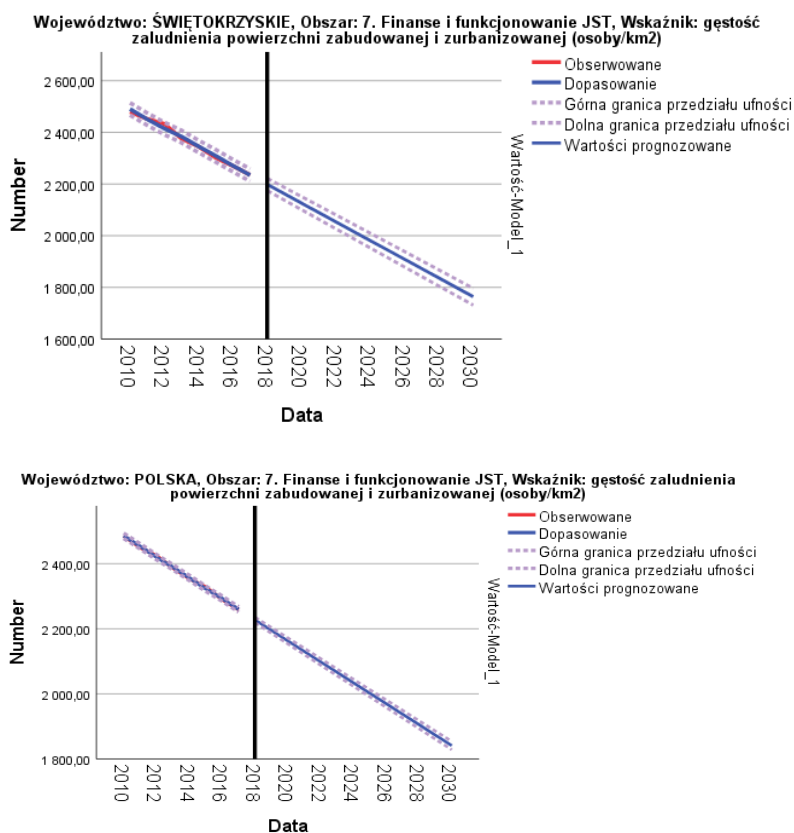 Województwo: ŚWIĘTOKRZYSKIE, Obszar: 7. Finanse i funkcjonowanie JST, Wskaźnik: gęstość
zaludnienia powierzchni zabudowanej i zurbanizowanej (osoby/km2)
2 600,00
2 400,00
2 200,00
2 000,00
1 800,00
1 600,00
Number
2010
2012
2014
2016
2018
2020
2022
2024
2026
2028
2030
Data
Wartość-Model_1
Obserwowane
Dopasowanie
Górna granica przedziału ufności
Dolna granica przedziału ufności
Wartości prognozowane
Województwo: POLSKA, Obszar: 7. Finanse i funkcjonowanie JST, Wskaźnik: gęstość zaludnienia
powierzchni zabudowanej i zurbanizowanej (osoby/km2)
2 400,00
2 200,00
2 000,00
1 800,00
Number
2010
2012
2014
2016
2018
2020
2022
2024
2026
2028
2030
Data
Wartość-Model_1
Obserwowane
Dopasowanie
Górna granica przedziału ufności
Dolna granica przedziału ufności
Wartości prognozowane